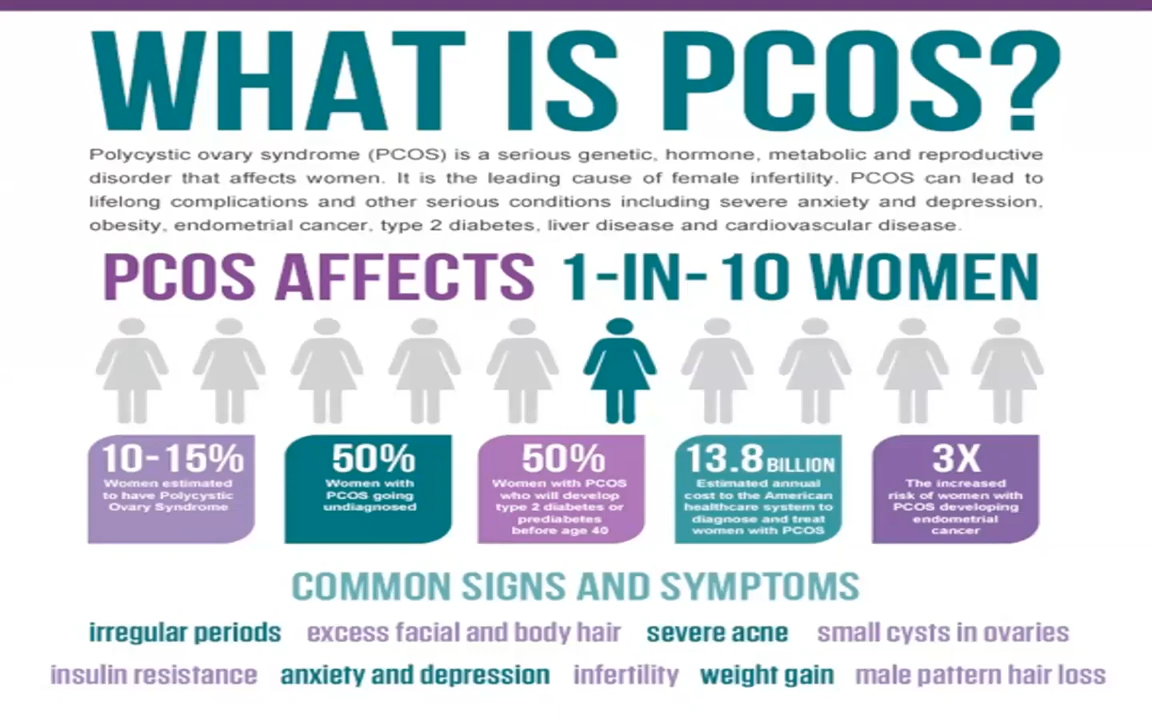 WHAT IS PCOS?
Polycystic ovary syndrome (PCOS) is a serious genetic, hormone, metabolic and reproductive
disorder that affects women. It is the leading cause of female infertility. PCOS can lead to
lifelong complications and other serious conditions including severe anxiety and depression,
obesity, endometrial cancer, type 2 diabetes, liver disease and cardiovascular disease.
PCOS AFFECTS 1-IN-10 WOMEN
10-15%
Women estimated
to have Polycystic
Ovary Syndrome
50%
Women with
PCOS going
undiagnosed
50%
Women with PCOS
who will develop
type 2 diabetes or
prediabetes
before age 40
13.8 BILLION
Estimated annual
cost to the American
healthcare system to
diagnose and treat
women with PCOS
3X
The increased
risk of women with
PCOS developing
endometrial
cancer
COMMON SIGNS AND SYMPTOMS
irregular periods excess facial and body hair severe acne small cysts in ovaries
insulin resistance anxiety and depression infertility weight gain male pattern hair loss